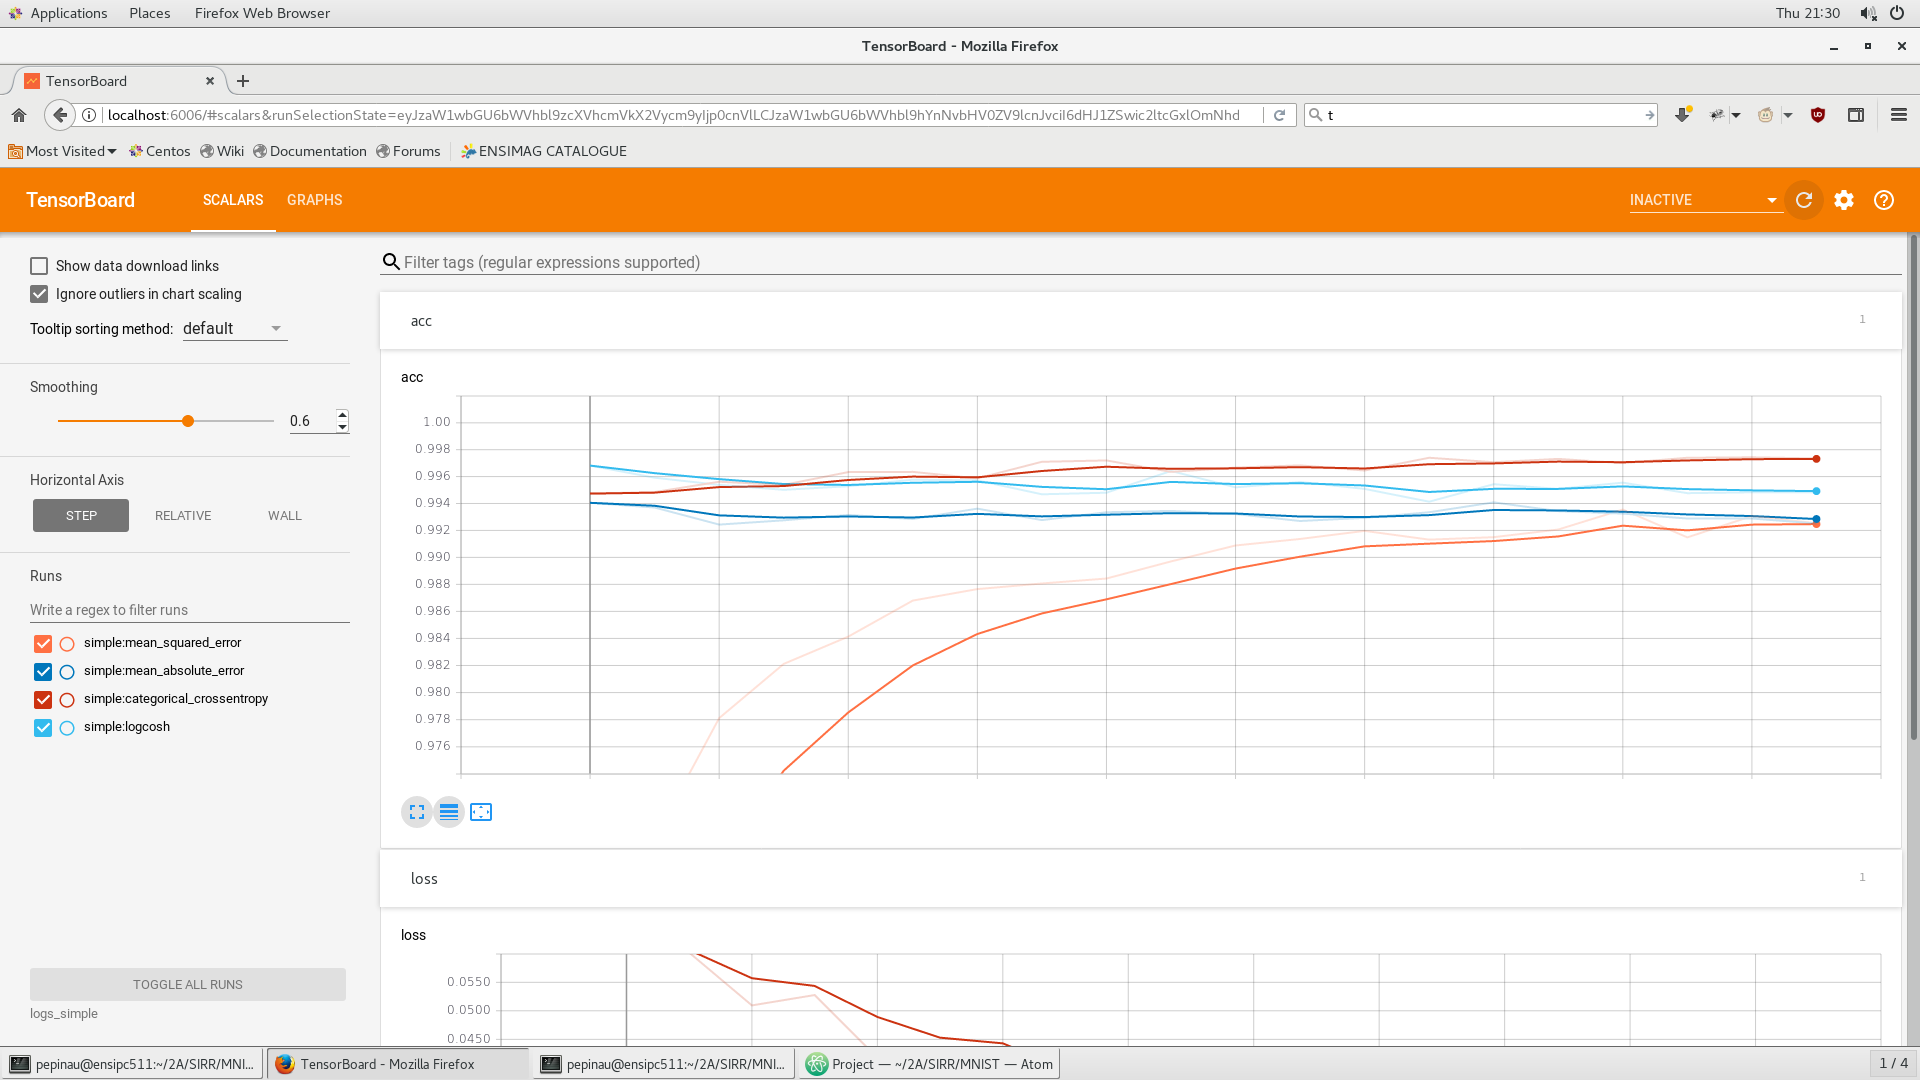 Applications Places Firefox Web Browser Thu 21:30
TensorBoard - Mozilla Firefox
TensorBoard
localhost:6006/#scalars&runSelectionState=eyJzaW1wbGU6bWVhbl9zcXVhcmVkX2Vycm9yIjp0cnVlLCJzaW1wbGU6bWVhbl9hYnNvbHV0ZV9lcnJvciI6dHJ1ZSwic2ltcGxlOmNhd t
Most Visited Centos Wiki Documentation Forums ENSIMAG CATALOGUE
TensorBoard SCALARS GRAPHS INACTIVE
Show data download links
Ignore outliers in chart scaling
Tooltip sorting method: default
Smoothing
0.6
Horizontal Axis
STEP RELATIVE WALL
Runs
Write a regex to filter runs
simple:mean_squared_error
simple:mean_absolute_error
simple:categorical_crossentropy
simple:logcosh
TOGGLE ALL RUNS
logs_simple
Filter tags (regular expressions supported)
acc 1
acc
1.00
0.998
0.996
0.994
0.992
0.990
0.988
0.986
0.984
0.982
0.980
0.978
0.976
loss 1
loss
0.0550
0.0500
0.0450
pepinau@ensipc511:~/2A/SIRR/MNI... TensorBoard - Mozilla Firefox pepinau@ensipc511:~/2A/SIRR/MNI... Project — ~/2A/SIRR/MNIST — Atom 1 / 4